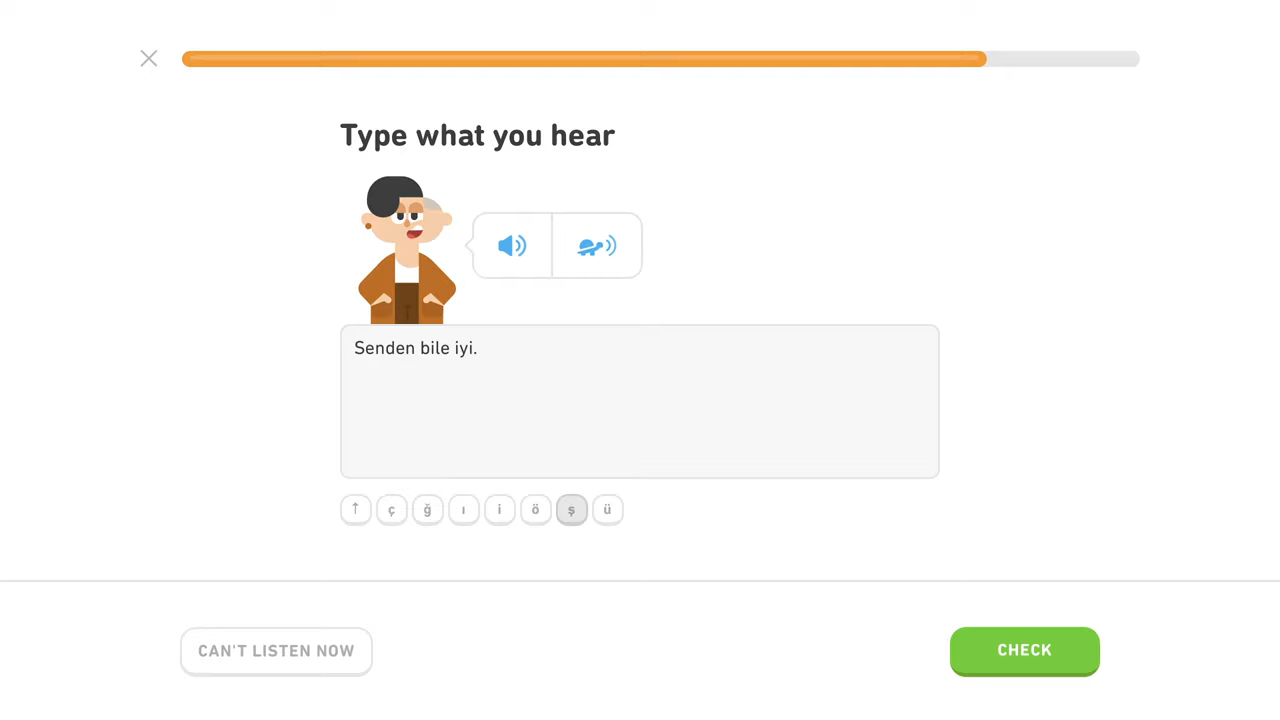 Type what you hear
Senden bile iyi.
↑ ç ğ ı i ö ş ü
CAN'T LISTEN NOW
CHECK